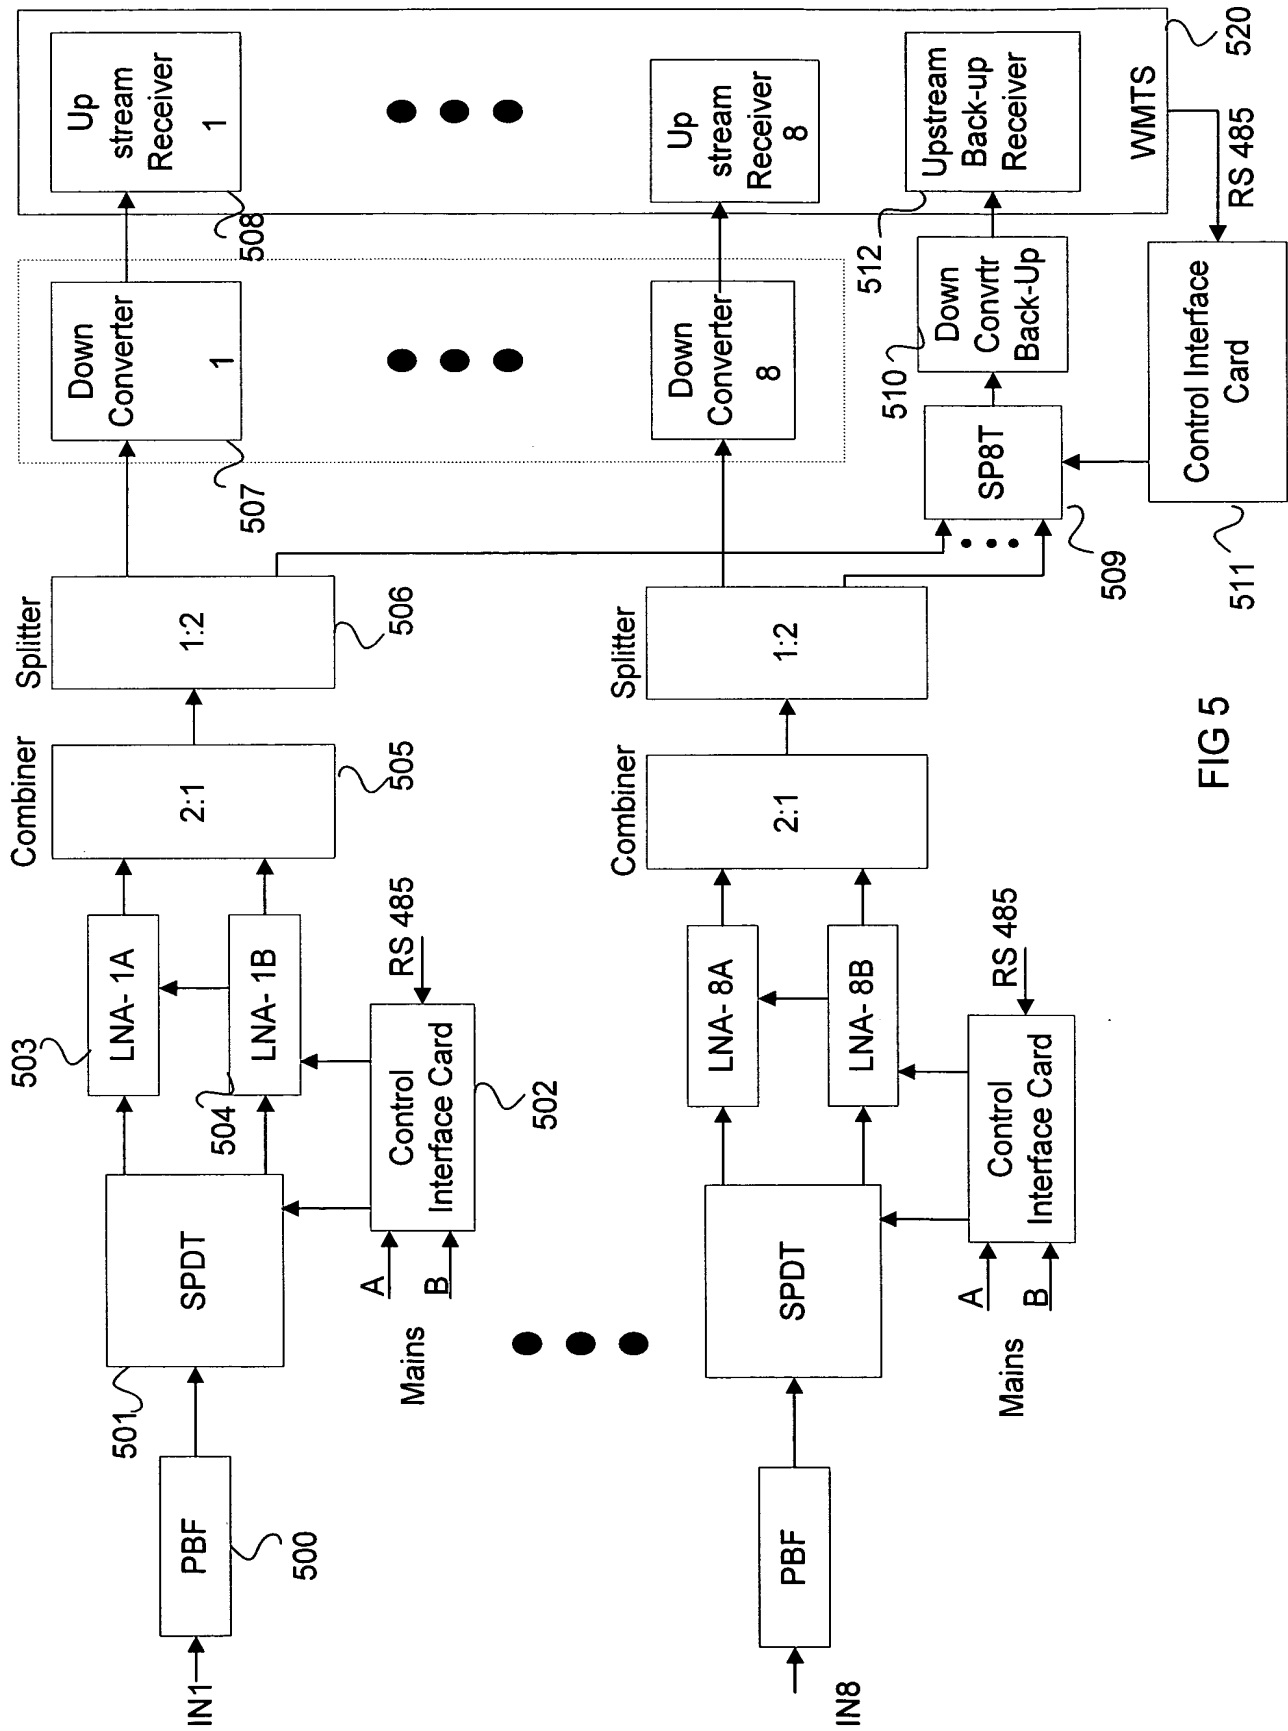 IN1
PBF
500
501
SPDT
503
LNA- 1A
504
LNA- 1B
Mains
A
B
Control
Interface Card
502
RS 485
Combiner
2:1
505
Splitter
1:2
506
Down
Converter
1
507
Up
stream
Receiver
1
508
IN8
PBF
SPDT
LNA- 8A
LNA- 8B
Mains
A
B
Control
Interface Card
RS 485
Combiner
2:1
Splitter
1:2
Down
Converter
8
Up
stream
Receiver
8
SP8T
509
510
Down
Convrtr
Back-Up
512
Upstream
Back-up
Receiver
WMTS
520
RS 485
Control Interface
Card
511
FIG 5